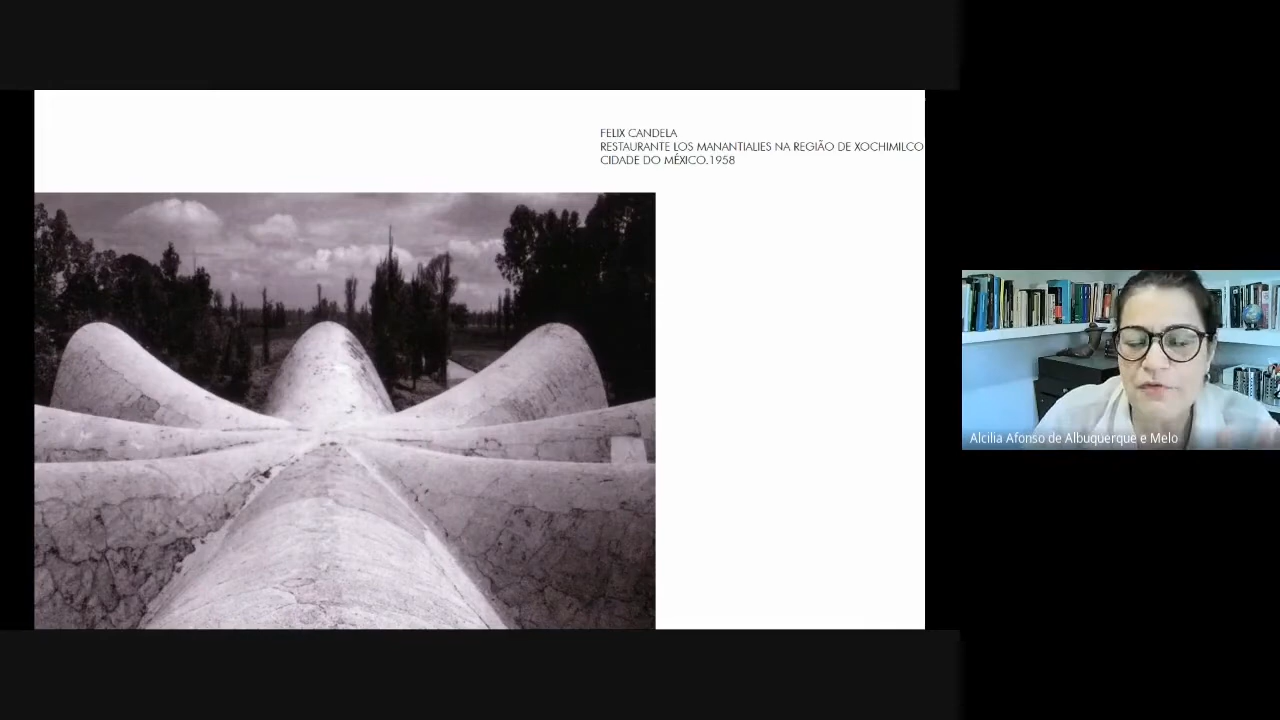 FELIX CANDELA
RESTAURANTE LOS MANANTIALIES NA REGIÃO DE XOCHIMILCO
CIDADE DO MÉXICO.1958
Alcilia Afonso de Albuquerque e Melo